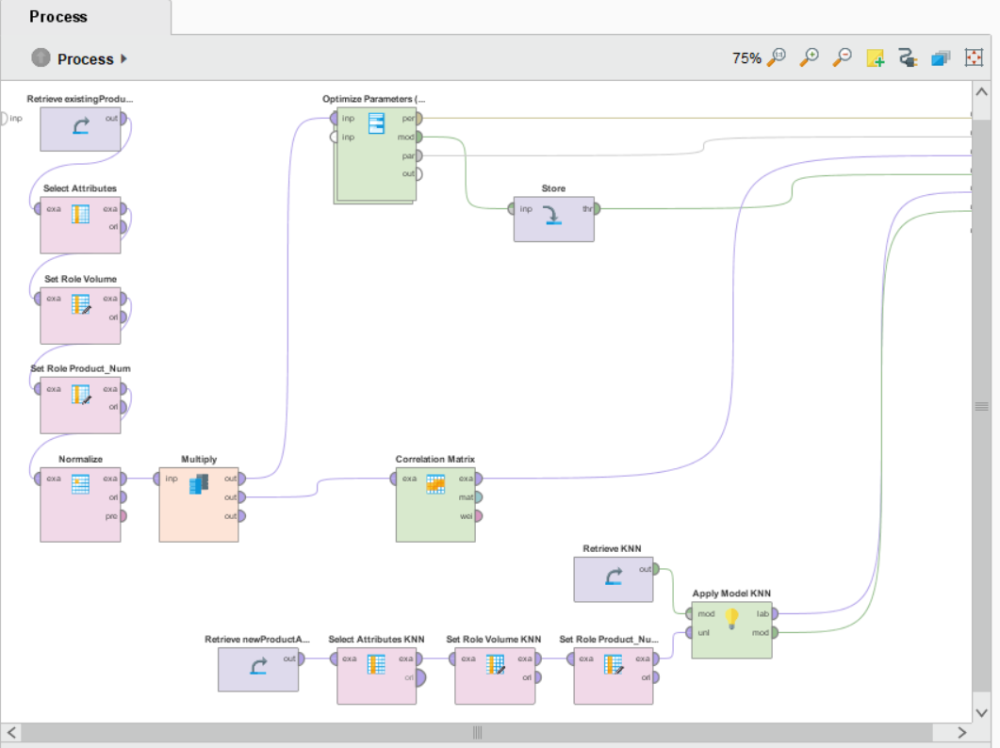 Process
Process
75%
Retrieve existingProdu...
inp
out
Select Attributes
exa exa
ori
Set Role Volume
exa exa
ori
Set Role Product_Num
exa exa
ori
Normalize
exa exa
ori
pre
Multiply
inp out
out
out
Optimize Parameters (...
inp per
inp mod
par
out
Store
inp thr
Correlation Matrix
exa exa
mat
wei
Retrieve KNN
out
Apply Model KNN
mod lab
unl mod
Retrieve newProductA...
out
Select Attributes KNN
exa exa
ori
Set Role Volume KNN
exa exa
ori
Set Role Product_Nu...
exa exa
ori